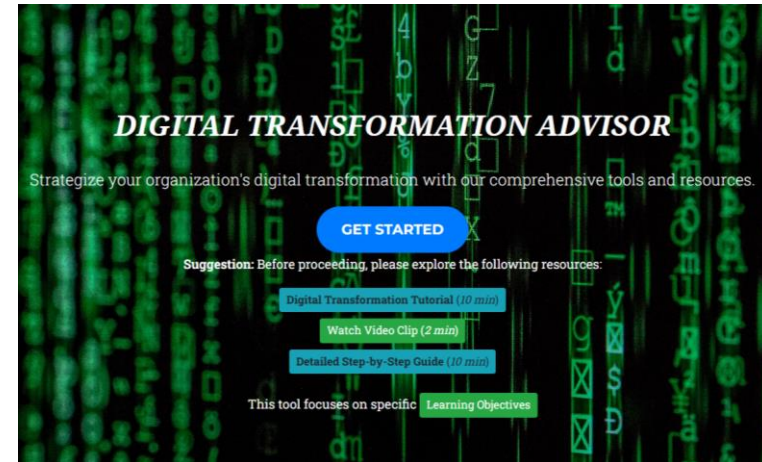 DIGITAL TRANSFORMATION ADVISOR
Strategize your organization's digital transformation with our comprehensive tools and resources.
GET STARTED
Suggestion: Before proceeding, please explore the following resources:
Digital Transformation Tutorial (10 min)
Watch Video Clip (2 min)
Detailed Step-by-Step Guide (10 min)
This tool focuses on specific Learning Objectives